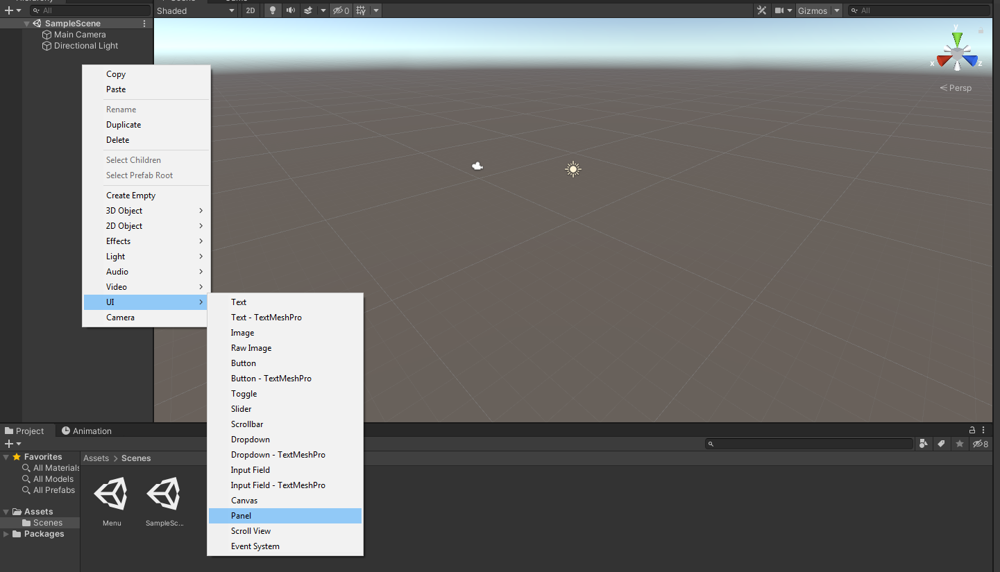 Hierarchy
Scene
Game
All
Shaded
2D
0
Gizmos
All
SampleScene
Main Camera
Directional Light
y
x
z
Persp
Copy
Paste
Rename
Duplicate
Delete
Select Children
Select Prefab Root
Create Empty
3D Object
2D Object
Effects
Light
Audio
Video
UI
Camera
Text
Text - TextMeshPro
Image
Raw Image
Button
Button - TextMeshPro
Toggle
Slider
Scrollbar
Dropdown
Dropdown - TextMeshPro
Input Field
Input Field - TextMeshPro
Canvas
Panel
Scroll View
Event System
Project
Animation
8
Favorites
All Materials
All Models
All Prefabs
Assets
Scenes
Packages
Assets > Scenes
Menu
SampleSc...